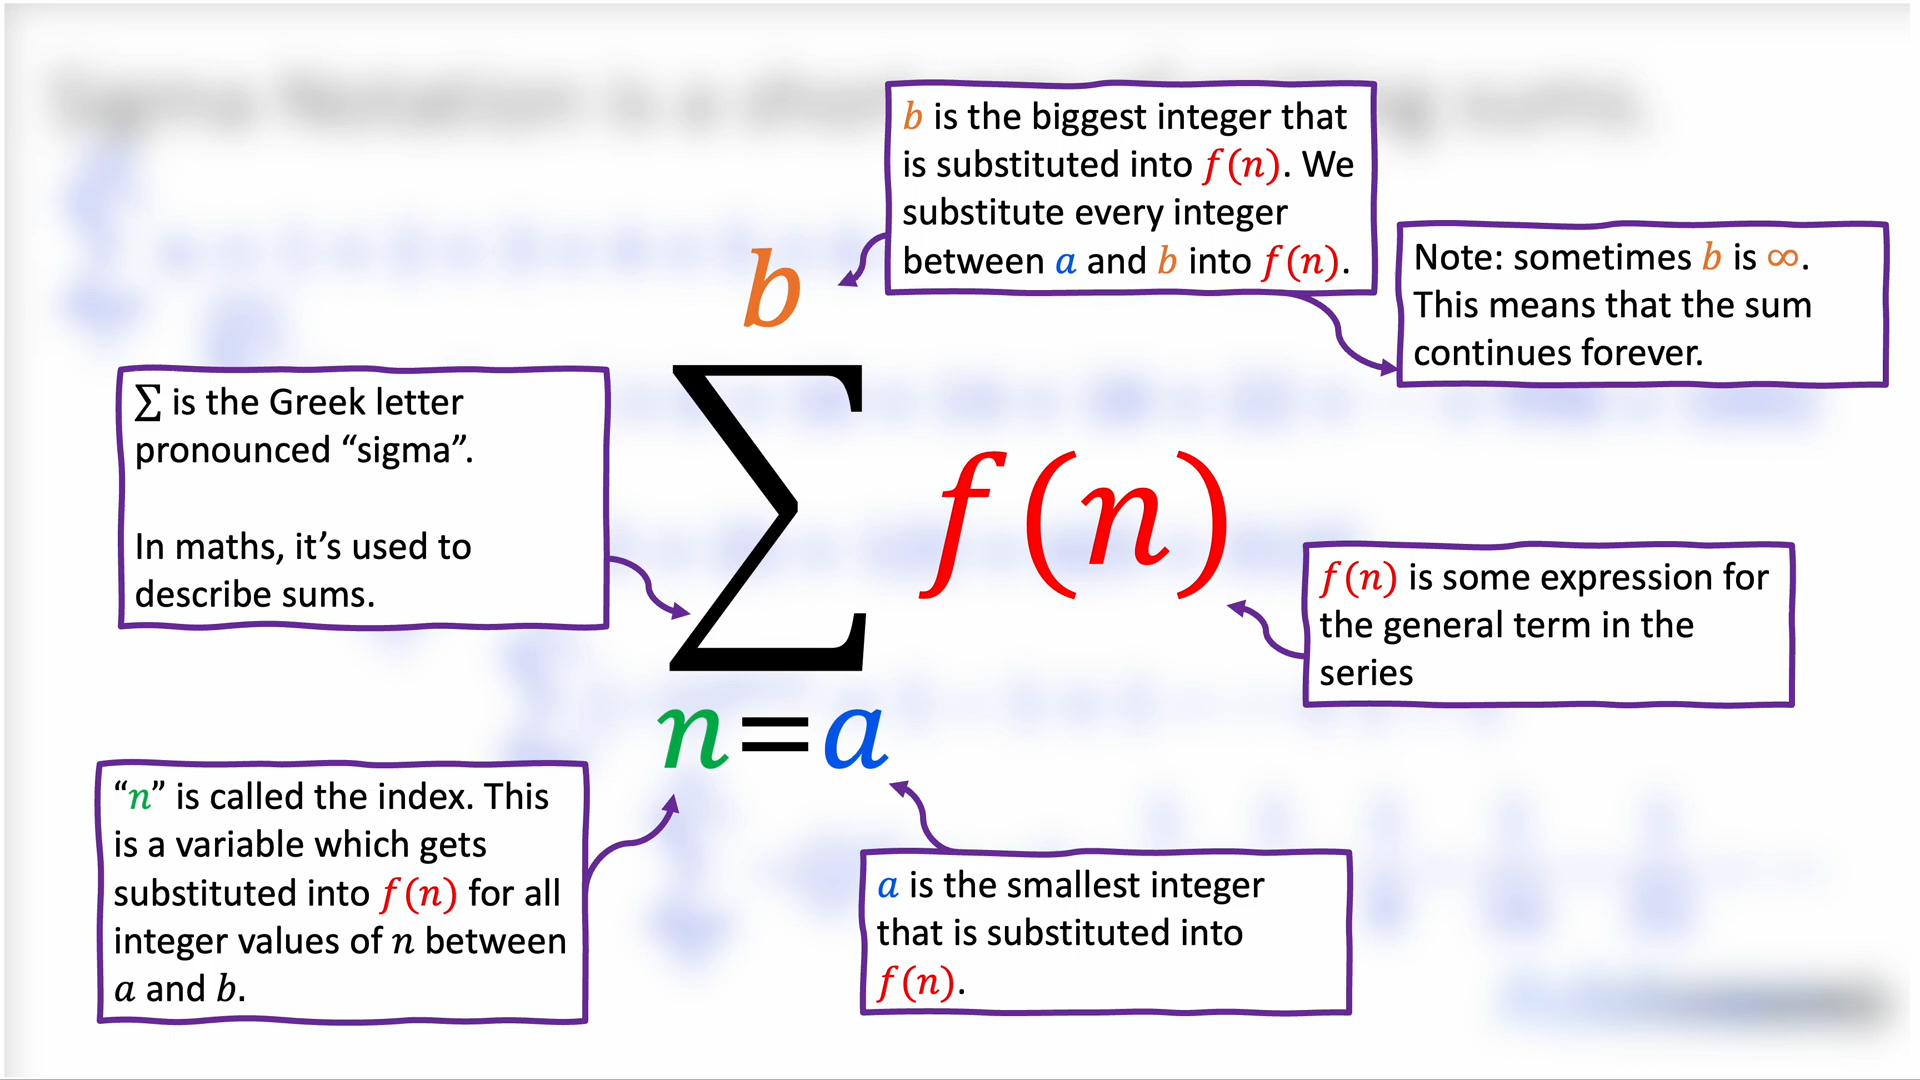 b is the biggest integer that
is substituted into f(n). We
substitute every integer
between a and b into f(n).
Note: sometimes b is ∞.
This means that the sum
continues forever.
∑ is the Greek letter
pronounced “sigma”.
In maths, it’s used to
describe sums.
b
∑ f(n)
n=a
f(n) is some expression for
the general term in the
series
“n” is called the index. This
is a variable which gets
substituted into f(n) for all
integer values of n between
a and b.
a is the smallest integer
that is substituted into
f(n).